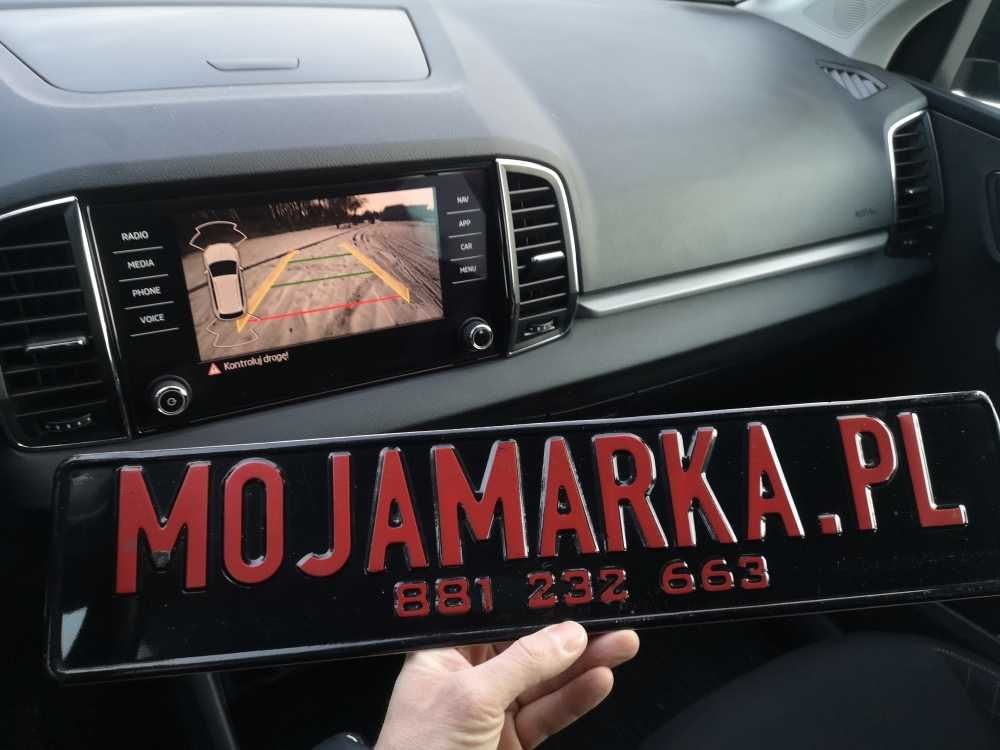 RADIO
MEDIA
PHONE
VOICE
NAV
APP
CAR
MENU
Kontroluj drogę!
MOJAMARKA.PL
881 232 663